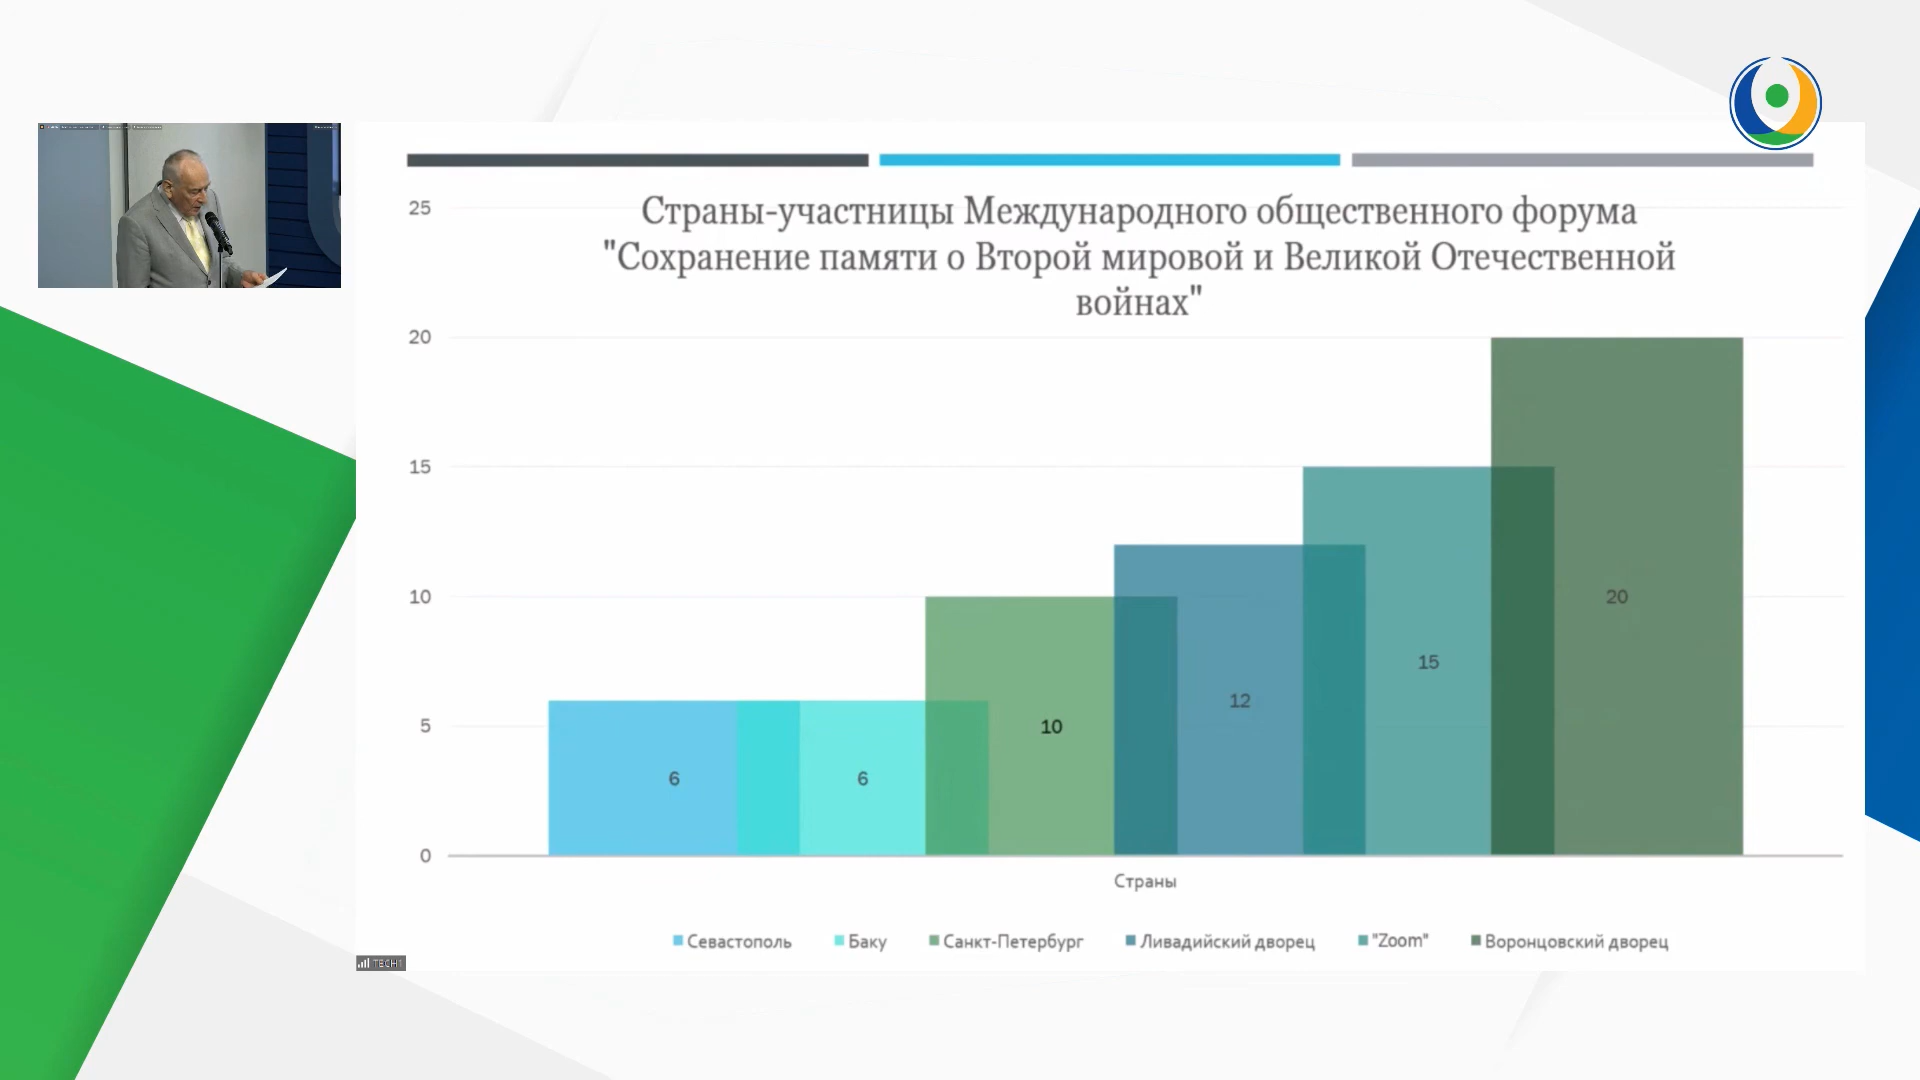 Страны-участницы Международного общественного форума
"Сохранение памяти о Второй мировой и Великой Отечественной
войнах"
25
20
15
10
5
0
6
6
10
12
15
20
Страны
Севастополь
Баку
Санкт-Петербург
Ливадийский дворец
"Zoom"
Воронцовский дворец
TECH1